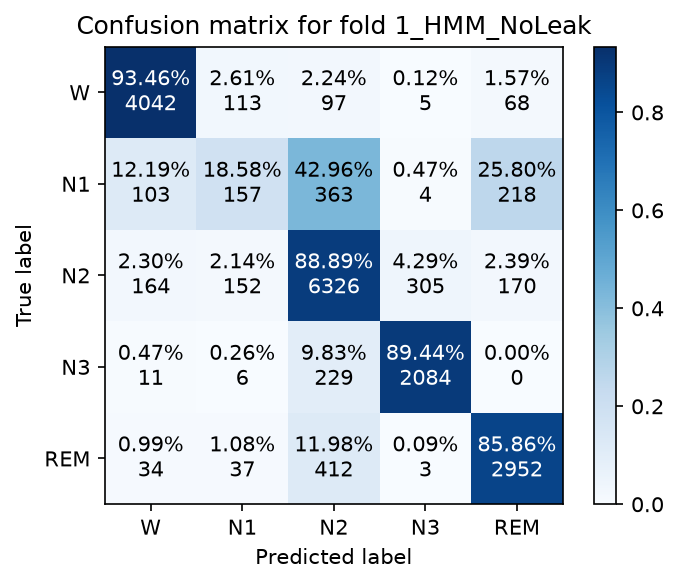 Confusion matrix for fold 1_HMM_NoLeak
93.46% 2.61% 2.24% 0.12% 1.57%
W 4042 113 97 5 68
12.19% 18.58% 42.96% 0.47% 25.80%
N1 103 157 363 4 218
2.30% 2.14% 88.89% 4.29% 2.39%
N2 164 152 6326 305 170
0.47% 0.26% 9.83% 89.44% 0.00%
N3 11 6 229 2084 0
0.99% 1.08% 11.98% 0.09% 85.86%
REM 34 37 412 3 2952
W N1 N2 N3 REM
Predicted label
True label
0.8
0.6
0.4
0.2
0.0